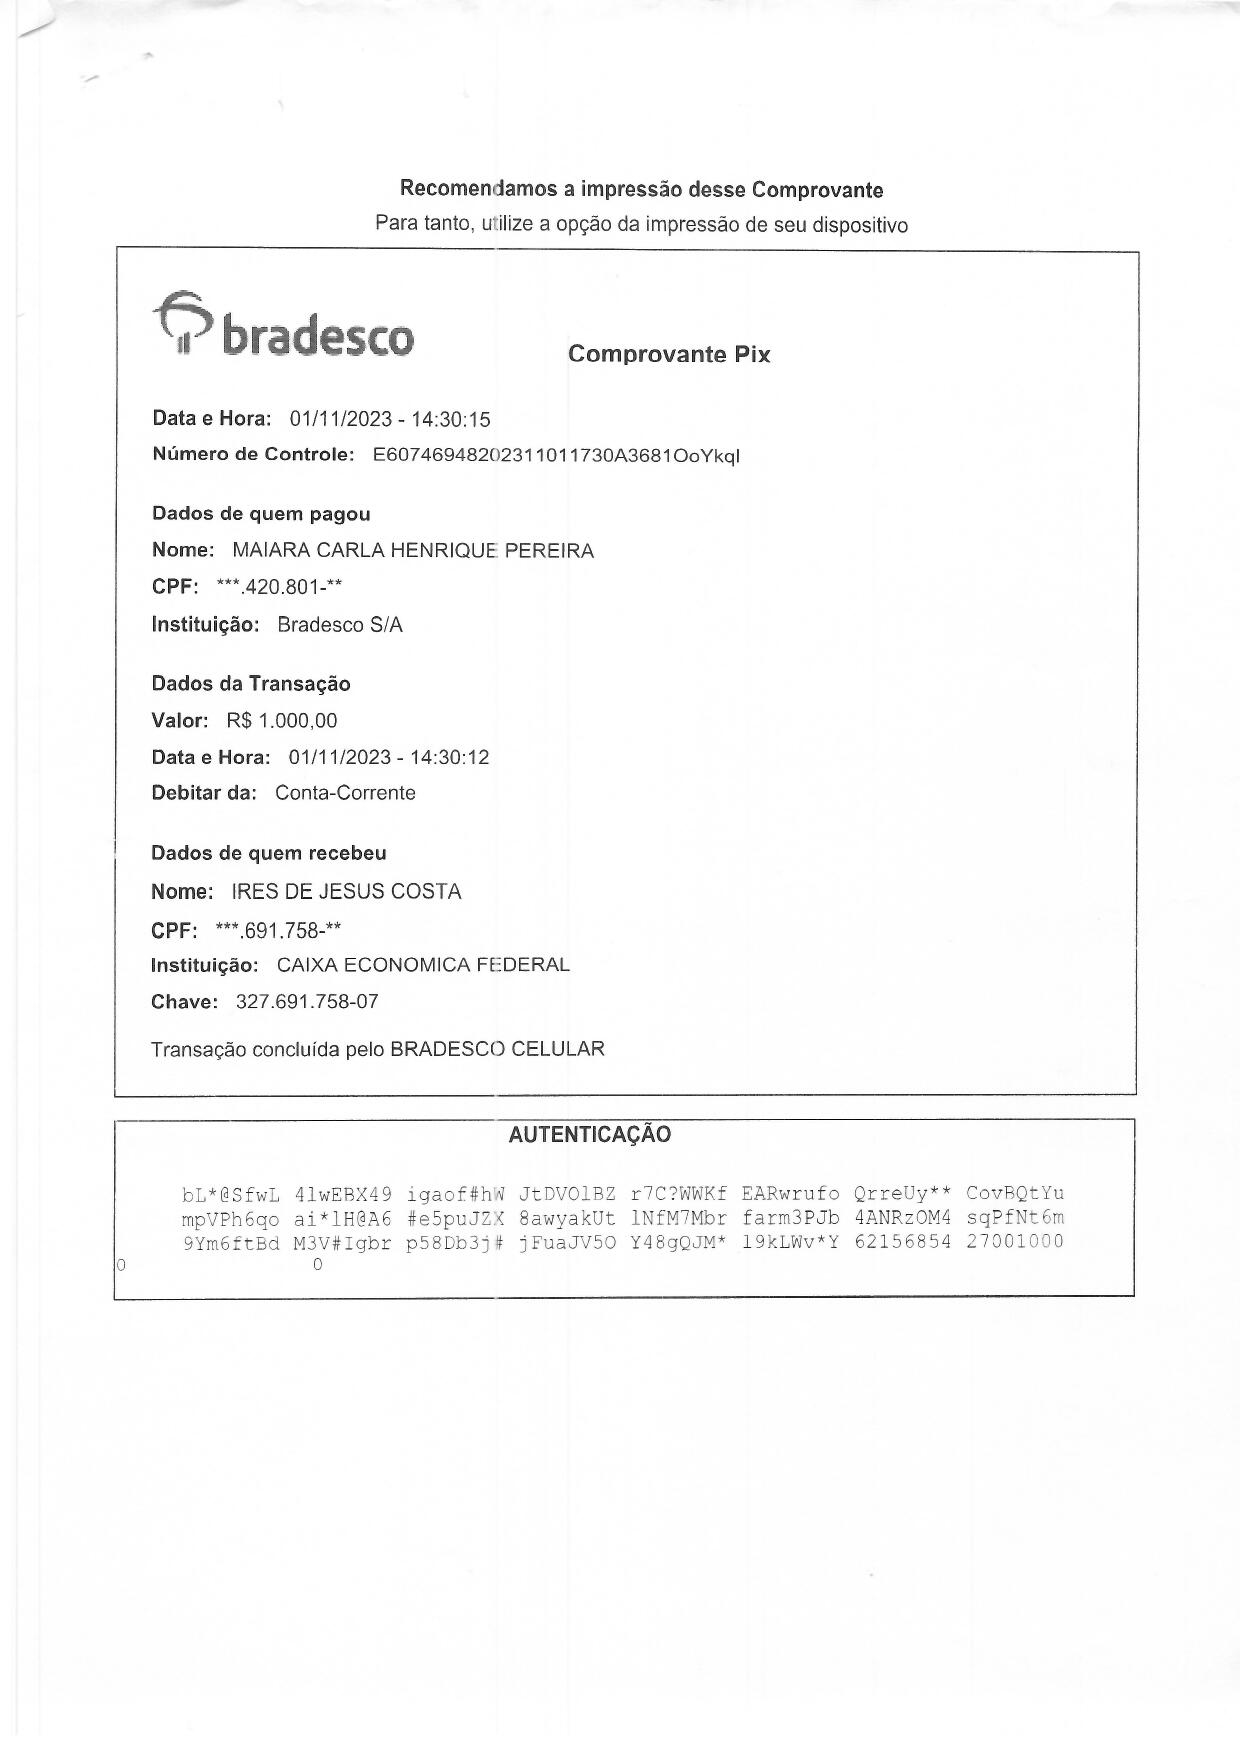 Recomendamos a impressão desse Comprovante
Para tanto, utilize a opção da impressão de seu dispositivo
bradesco
Comprovante Pix
Data e Hora: 01/11/2023 - 14:30:15
Número de Controle: E60746948202311011730A3681OoYkqI
Dados de quem pagou
Nome: MAIARA CARLA HENRIQUE PEREIRA
CPF: ***.420.801-**
Instituição: Bradesco S/A
Dados da Transação
Valor: R$ 1.000,00
Data e Hora: 01/11/2023 - 14:30:12
Debitar da: Conta-Corrente
Dados de quem recebeu
Nome: IRES DE JESUS COSTA
CPF: ***.691.758-**
Instituição: CAIXA ECONOMICA FEDERAL
Chave: 327.691.758-07
Transação concluída pelo BRADESCO CELULAR
AUTENTICAÇÃO
bL*@SfwL 4lwEBX49 igaof#hW JtDVOlBZ r7C?WWKf EARwrufo QrreUy** CovBQtYu
mpVPh6qo ai*lH@A6 #e5puJZX 8awyakUt lNfM7Mbr farm3PJb 4ANRzOM4 sqPfNt6m
9Ym6ftBd M3V#Igbr p58Db3j# jFuaJV5O Y48gQJM* l9kLWv*Y 62156854 27001000
0 0